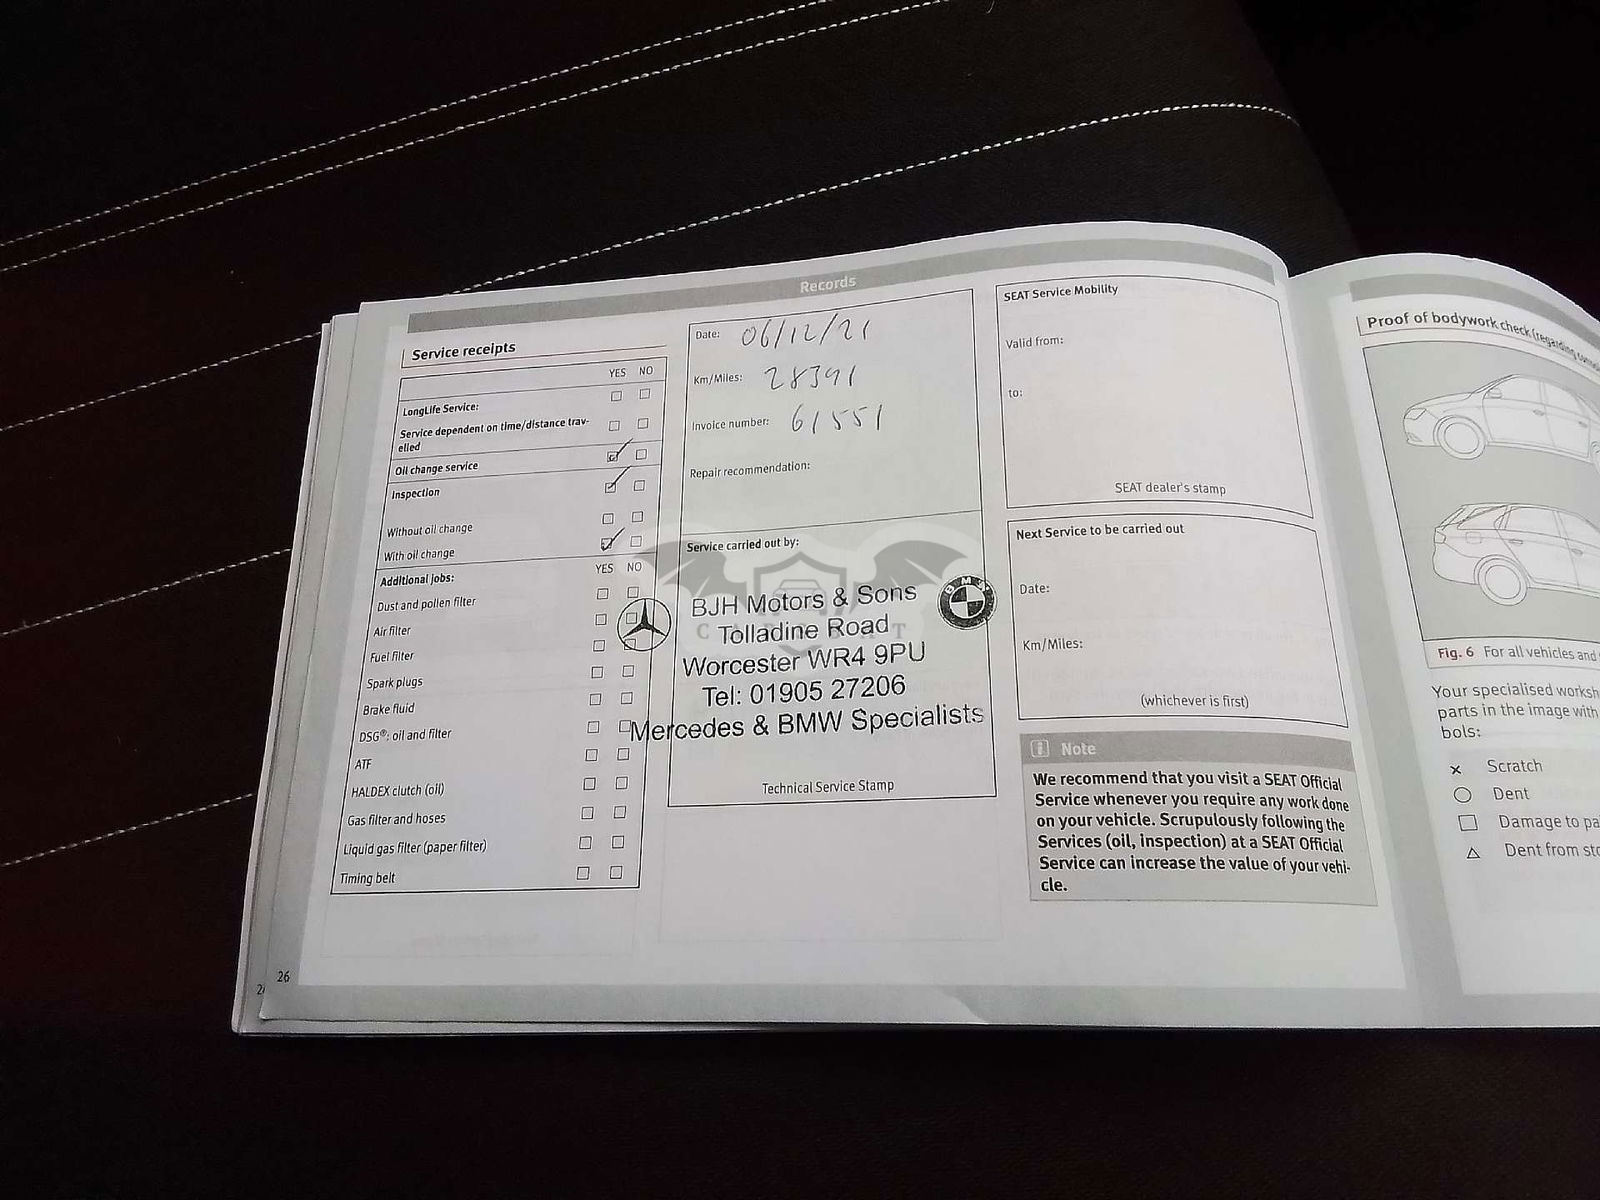 Records
Service receipts
YES NO
LongLife Service:
Service dependent on time/distance trav-
elled
Oil change service
Inspection
Without oil change
With oil change
Additional jobs:
YES NO
Dust and pollen filter
Air filter
Fuel filter
Spark plugs
Brake fluid
DSG®: oil and filter
ATF
HALDEX clutch (oil)
Gas filter and hoses
Liquid gas filter (paper filter)
Timing belt
Date: 06/12/21
Km/Miles: 28391
Invoice number: 61551
Repair recommendation:
Service carried out by:
BMW
BJH Motors & Sons
Tolladine Road
Worcester WR4 9PU
Tel: 01905 27206
Mercedes & BMW Specialists
Technical Service Stamp
SEAT Service Mobility
Valid from:
to:
SEAT dealer's stamp
Next Service to be carried out
Date:
Km/Miles:
(whichever is first)
i Note
We recommend that you visit a SEAT Official
Service whenever you require any work done
on your vehicle. Scrupulously following the
Services (oil, inspection) at a SEAT Official
Service can increase the value of your vehi-
cle.
26
Proof of bodywork check (regarding
Fig. 6 For all vehicles and
Your specialised worksh
parts in the image with
bols:
Scratch
Dent
Damage to pa
Dent from sto